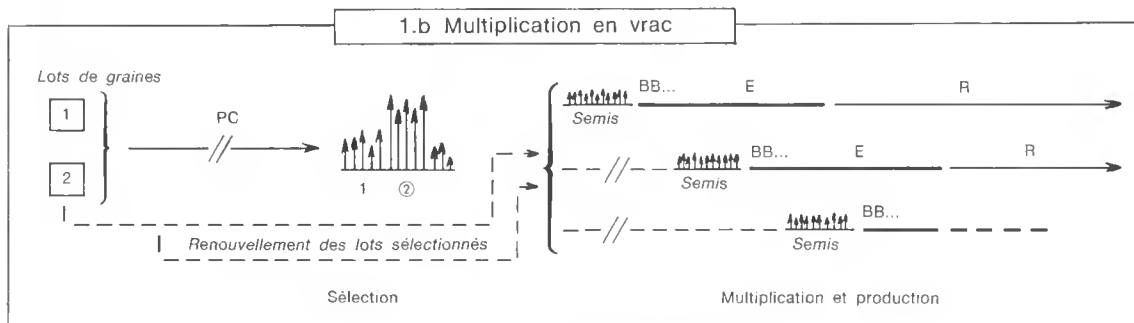 1.b Multiplication en vrac
Lots de graines
1
2
PC
1 ②
Renouvellement des lots sélectionnés
Sélection
BB... E R
Semis
BB... E R
Semis
BB...
Semis
Multiplication et production